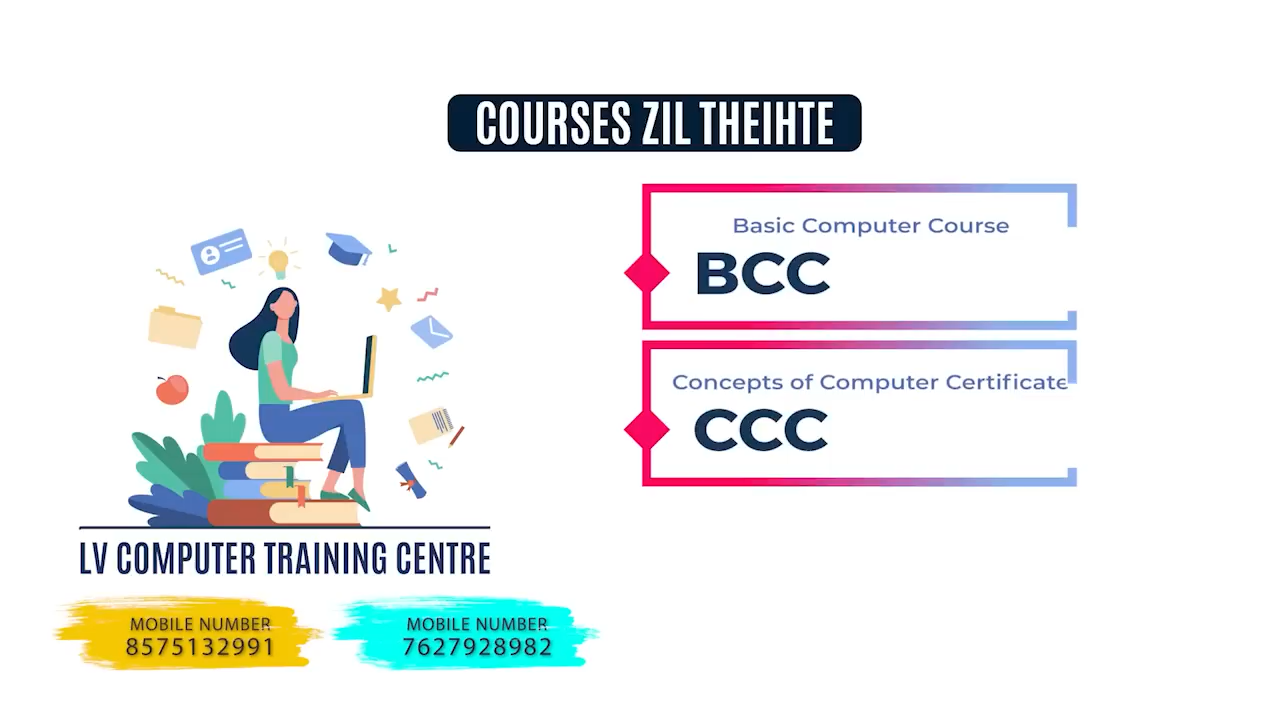 COURSES ZIL THEIHTE
Basic Computer Course
BCC
Concepts of Computer Certificate
CCC
LV COMPUTER TRAINING CENTRE
MOBILE NUMBER
8575132991
MOBILE NUMBER
7627928982